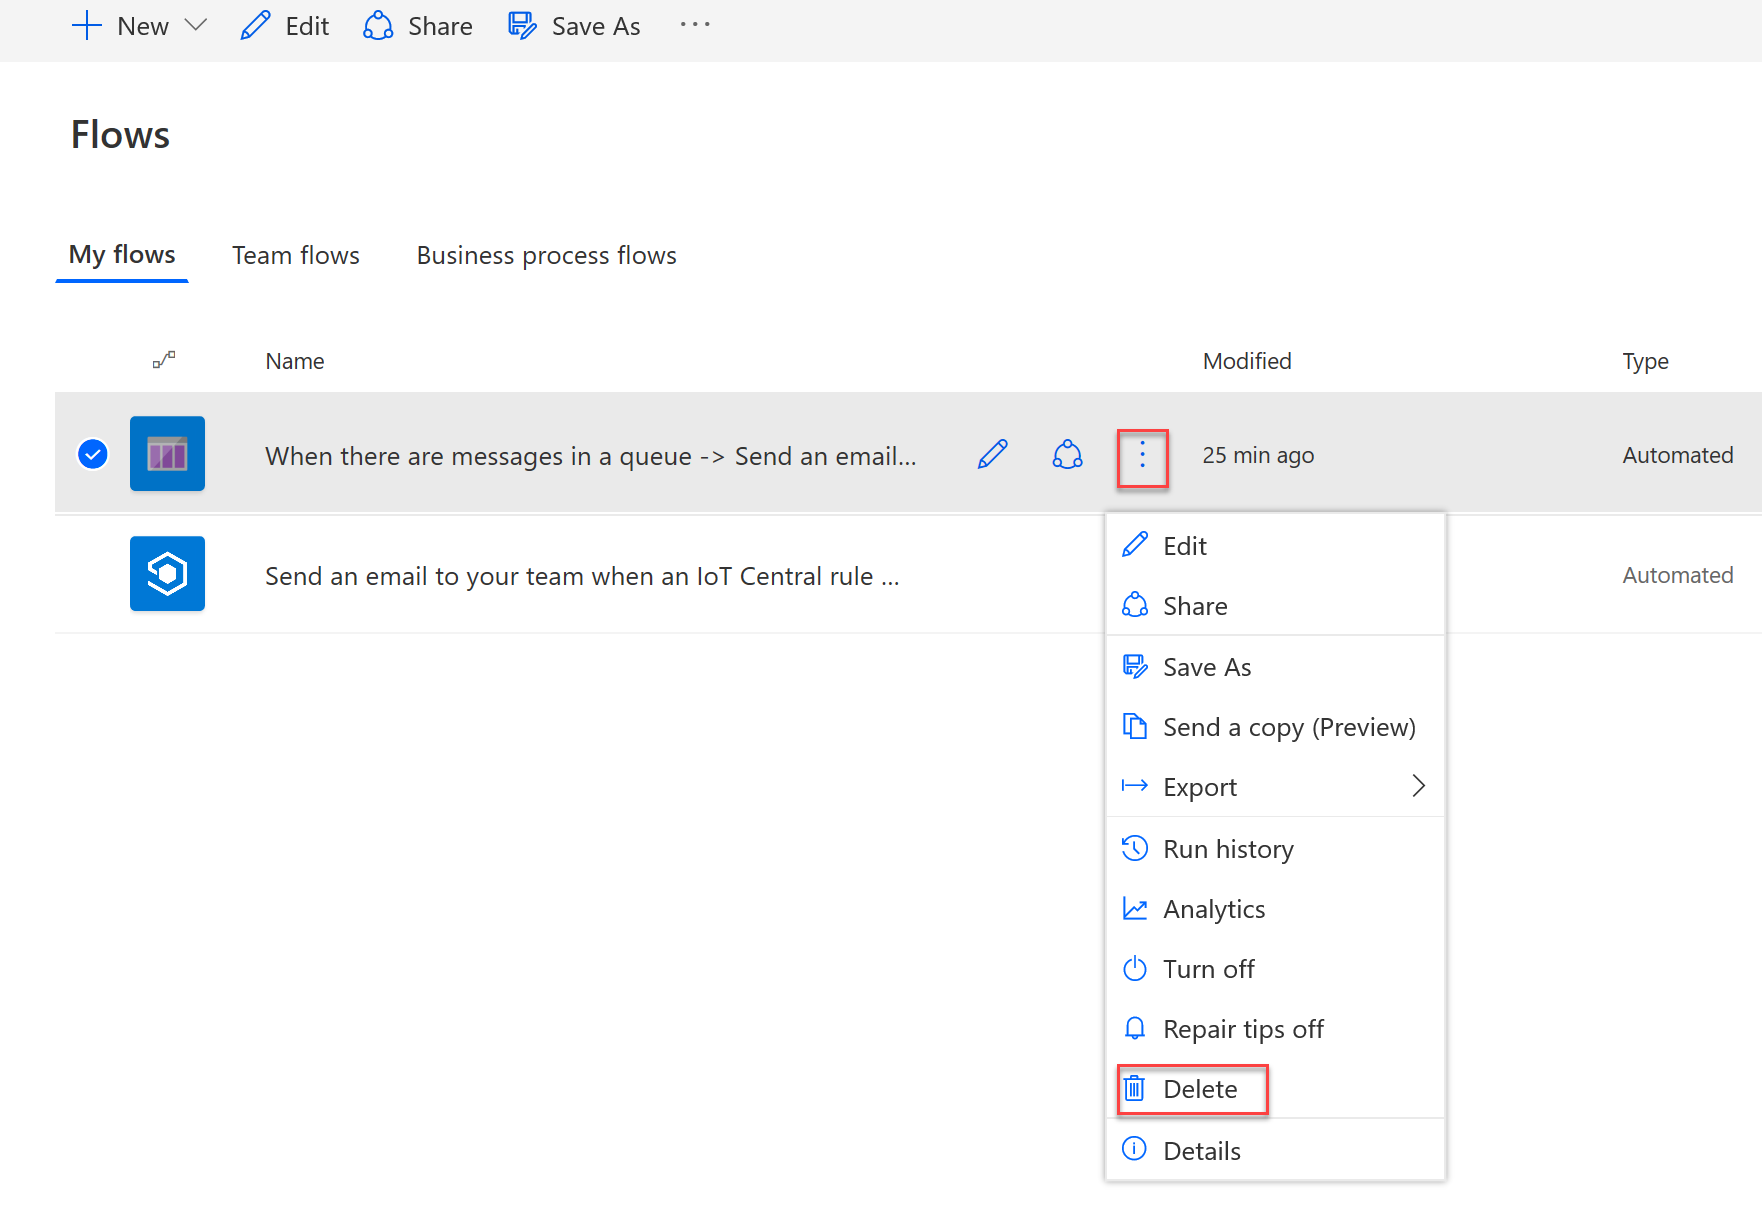 New Edit Share Save As ...
Flows
My flows Team flows Business process flows
Name Modified Type
When there are messages in a queue -> Send an email... 25 min ago Automated
Send an email to your team when an IoT Central rule ... Automated
Edit
Share
Save As
Send a copy (Preview)
Export
Run history
Analytics
Turn off
Repair tips off
Delete
Details